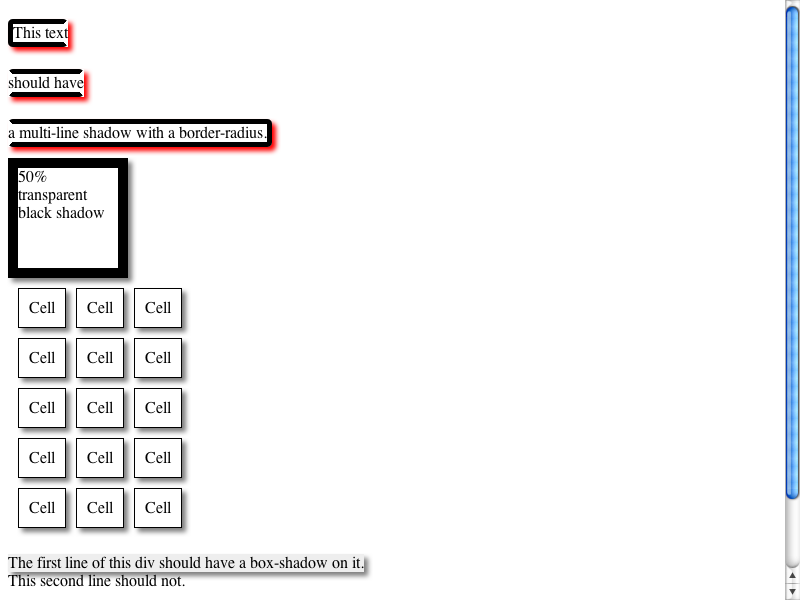 This text
should have
a multi-line shadow with a border-radius.
50%
transparent
black shadow
Cell Cell Cell
Cell Cell Cell
Cell Cell Cell
Cell Cell Cell
Cell Cell Cell
The first line of this div should have a box-shadow on it.
This second line should not.